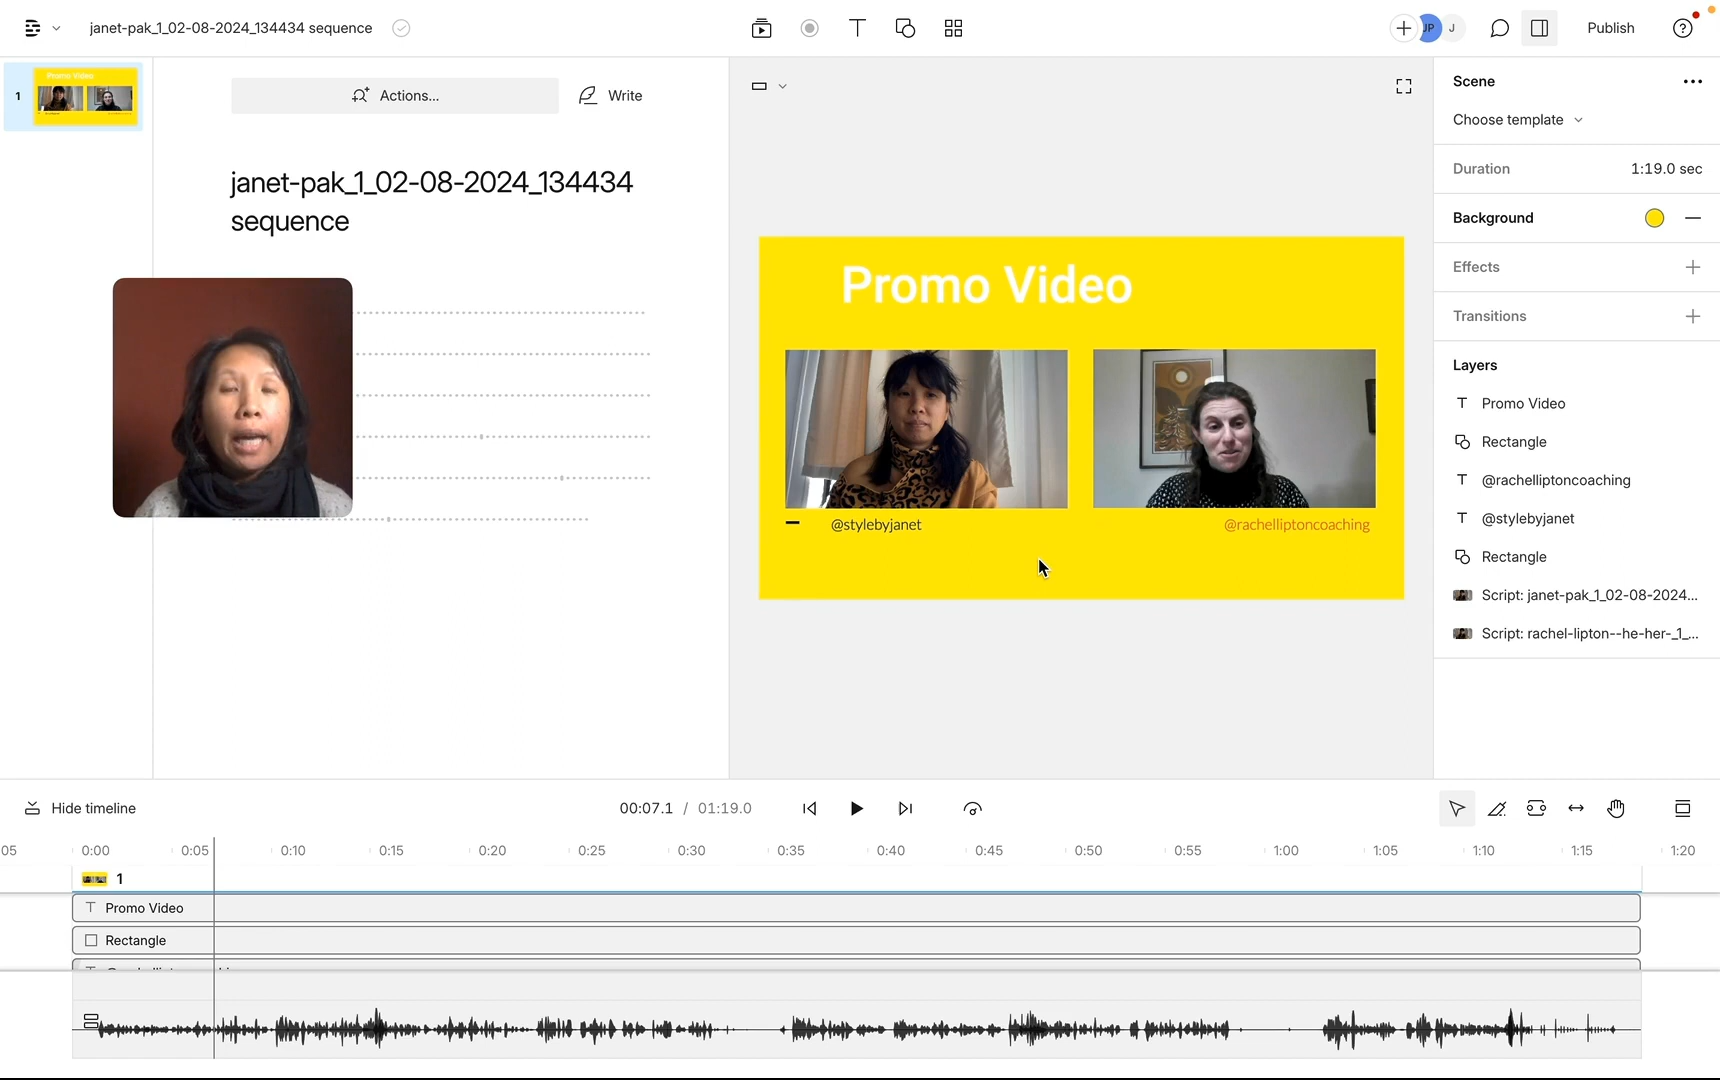 janet-pak_1_02-08-2024_134434 sequence
JP
J
Publish
1
Promo Video
Actions...
Write
janet-pak_1_02-08-2024_134434
sequence
Promo Video
@stylebyjanet
@rachelliptoncoaching
Scene
Choose template
Duration
1:19.0 sec
Background
Effects
Transitions
Layers
Promo Video
Rectangle
@rachelliptoncoaching
@stylebyjanet
Rectangle
Script: janet-pak_1_02-08-2024...
Script: rachel-lipton--he-her-_1_...
Hide timeline
00:07.1 / 01:19.0
05 0:00 0:05 0:10 0:15 0:20 0:25 0:30 0:35 0:40 0:45 0:50 0:55 1:00 1:05 1:10 1:15 1:20
1
Promo Video
Rectangle